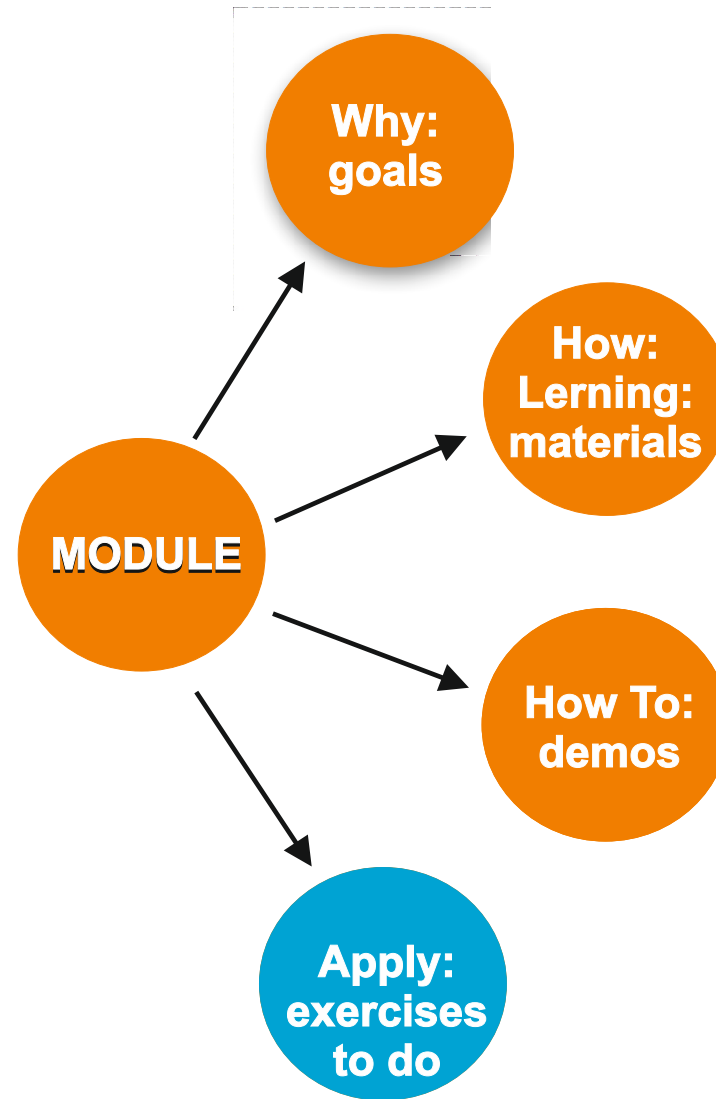 Why:
goals
How:
Lerning:
materials
MODULE
How To:
demos
Apply:
exercises
to do